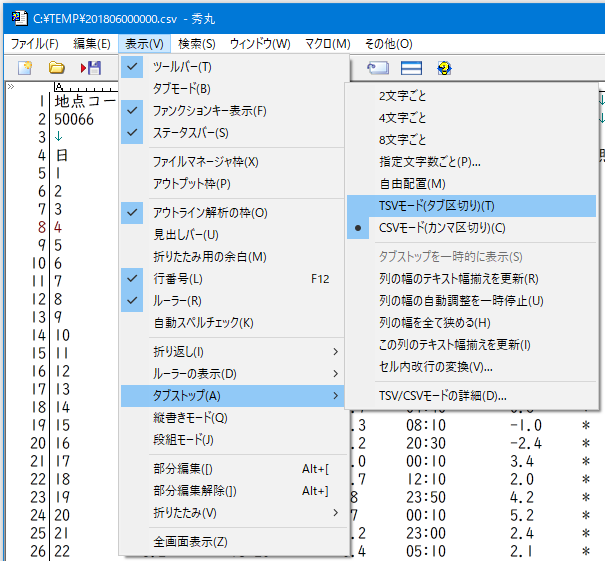 C:¥TEMP¥201806000000.csv - 秀丸
ファイル(F) 編集(E) 表示(V) 検索(S) ウィンドウ(W) マクロ(M) その他(O)
ツールバー(T)
タブモード(B)
ファンクションキー表示(F)
ステータスバー(S)
ファイルマネージャ枠(X)
アウトプット枠(P)
アウトライン解析の枠(O)
見出しバー(U)
折りたたみ用の余白(M)
行番号(L) F12
ルーラー(R)
自動スペルチェック(K)
折り返し(I)
ルーラーの表示(D)
タブストップ(A)
縦書きモード(Q)
段組モード(J)
部分編集([) Alt+[
部分編集解除(]) Alt+]
折りたたみ(V)
全画面表示(Z)
2文字ごと
4文字ごと
8文字ごと
指定文字数ごと(P)...
自由配置(M)
TSVモード(タブ区切り)(T)
CSVモード(カンマ区切り)(C)
タブストップを一時的に表示(S)
列の幅のテキスト幅揃えを更新(R)
列の幅の自動調整を一時停止(U)
列の幅を全て狭める(H)
この列のテキスト幅揃えを更新(I)
セル内改行の変換(V)...
TSV/CSVモードの詳細(D)...
1 地点コー
2 50066
3 ↓
4 日
5 1
6 2
7 3
8 4
9 5
10 6
11 7
12 8
13 9
14 10
15 11
16 12
17 13
18 14
19 15 .3 08:10 -1.0 *
20 16 .2 20:30 -2.4 *
21 17 .0 00:10 3.4 *
22 18 .7 12:10 2.0 *
23 19 8 23:50 4.2 *
24 20 7 00:10 5.2 *
25 21 .2 23:00 2.4 *
26 22 .4 05:10 2.1 *